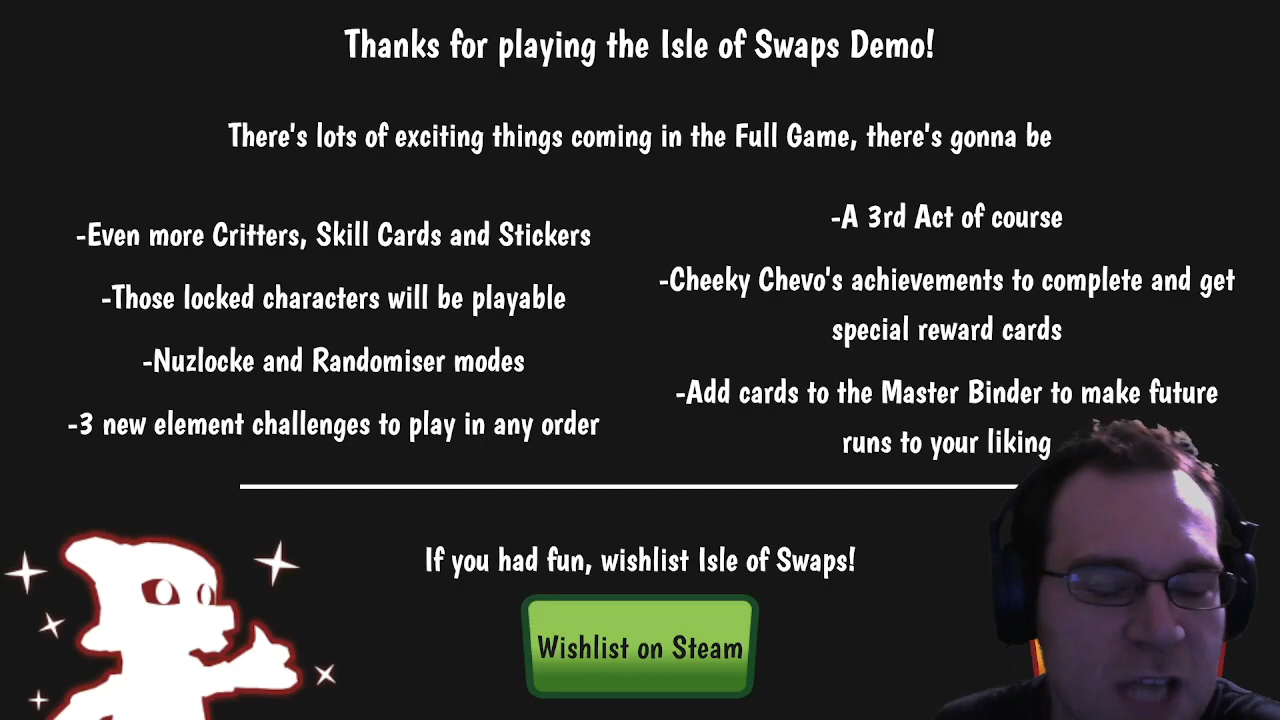 Thanks for playing the Isle of Swaps Demo!
There's lots of exciting things coming in the Full Game, there's gonna be
-Even more Critters, Skill Cards and Stickers
-Those locked characters will be playable
-Nuzlocke and Randomiser modes
-3 new element challenges to play in any order
-A 3rd Act of course
-Cheeky Chevo's achievements to complete and get
special reward cards
-Add cards to the Master Binder to make future
runs to your liking
If you had fun, wishlist Isle of Swaps!
Wishlist on Steam